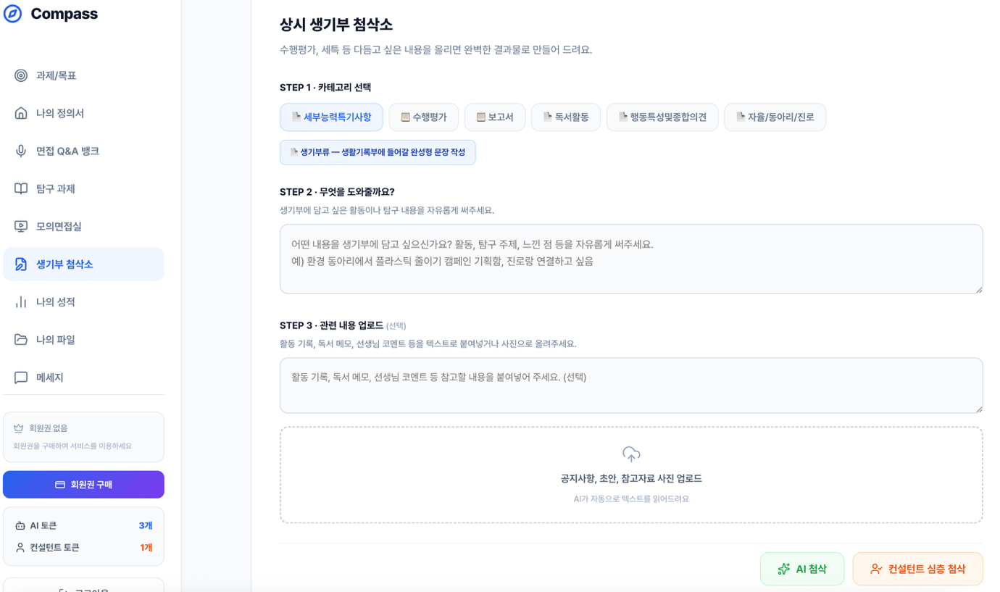 Compass
과제/목표
나의 정의서
면접 Q&A 뱅크
탐구 과제
모의면접실
생기부 첨삭소
나의 성적
나의 파일
메세지
회원권 없음
회원권을 구매하여 서비스를 이용하세요
회원권 구매
AI 토큰 3개
컨설턴트 토큰 1개
상시 생기부 첨삭소
수행평가, 세특 등 다듬고 싶은 내용을 올리면 완벽한 결과물로 만들어 드려요.
STEP 1 · 카테고리 선택
세부능력특기사항 수행평가 보고서 독서활동 행동특성및종합의견 자율/동아리/진로
생기부류 — 생활기록부에 들어갈 완성형 문장 작성
STEP 2 · 무엇을 도와줄까요?
생기부에 담고 싶은 활동이나 탐구 내용을 자유롭게 써주세요.
어떤 내용을 생기부에 담고 싶으신가요? 활동, 탐구 주제, 느낀 점 등을 자유롭게 써주세요.
예) 환경 동아리에서 플라스틱 줄이기 캠페인 기획함, 진로랑 연결하고 싶음
STEP 3 · 관련 내용 업로드 (선택)
활동 기록, 독서 메모, 선생님 코멘트 등을 텍스트로 붙여넣거나 사진으로 올려주세요.
활동 기록, 독서 메모, 선생님 코멘트 등 참고할 내용을 붙여넣어 주세요. (선택)
공지사항, 초안, 참고자료 사진 업로드
AI가 자동으로 텍스트를 읽어드려요
AI 첨삭
컨설턴트 심층 첨삭